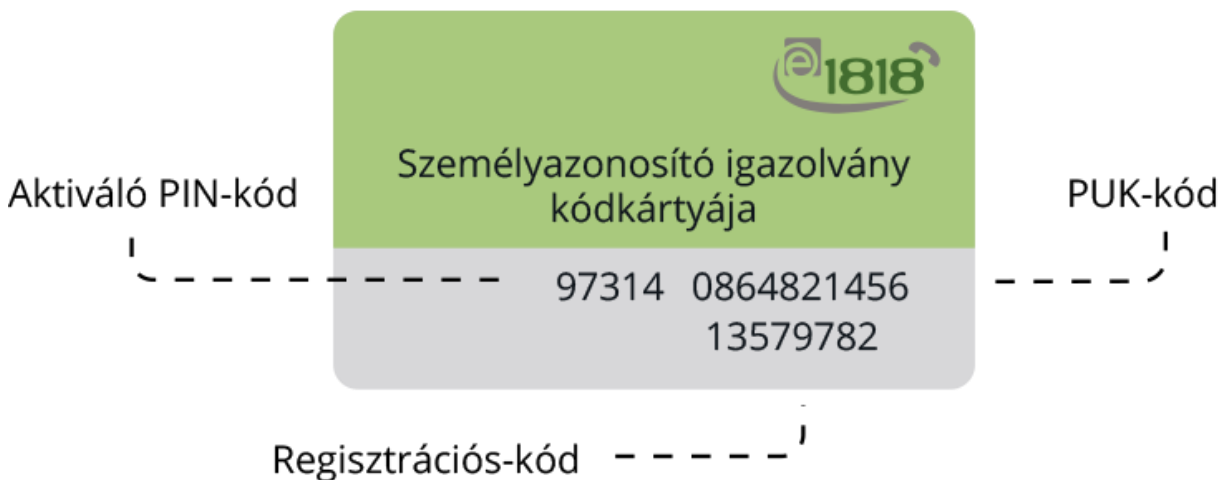 e1818
Személyazonosító igazolvány
kódkártyája
Aktiváló PIN-kód
PUK-kód
97314 0864821456
13579782
Regisztrációs-kód